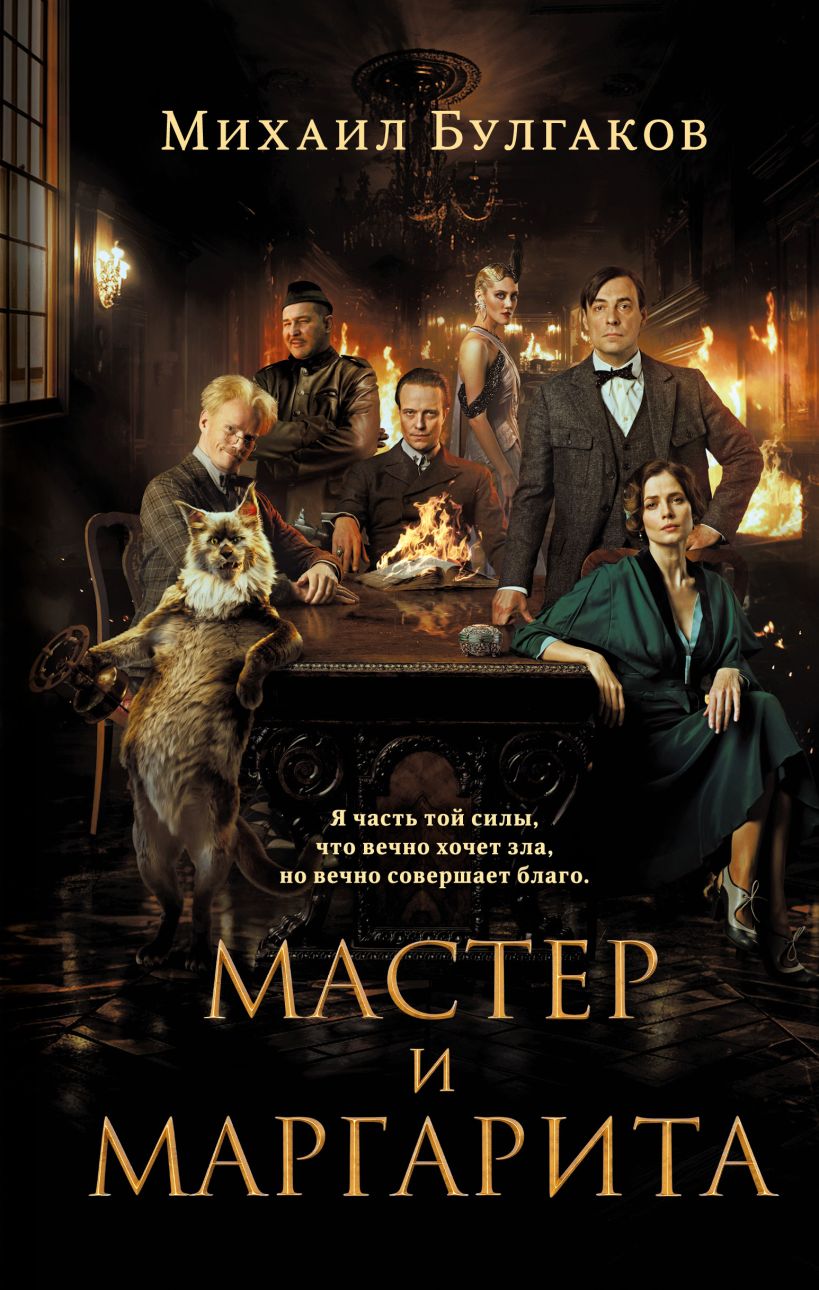 Михаил Булгаков
Я часть той силы,
что вечно хочет зла,
но вечно совершает благо.
Мастер
и
Маргарита